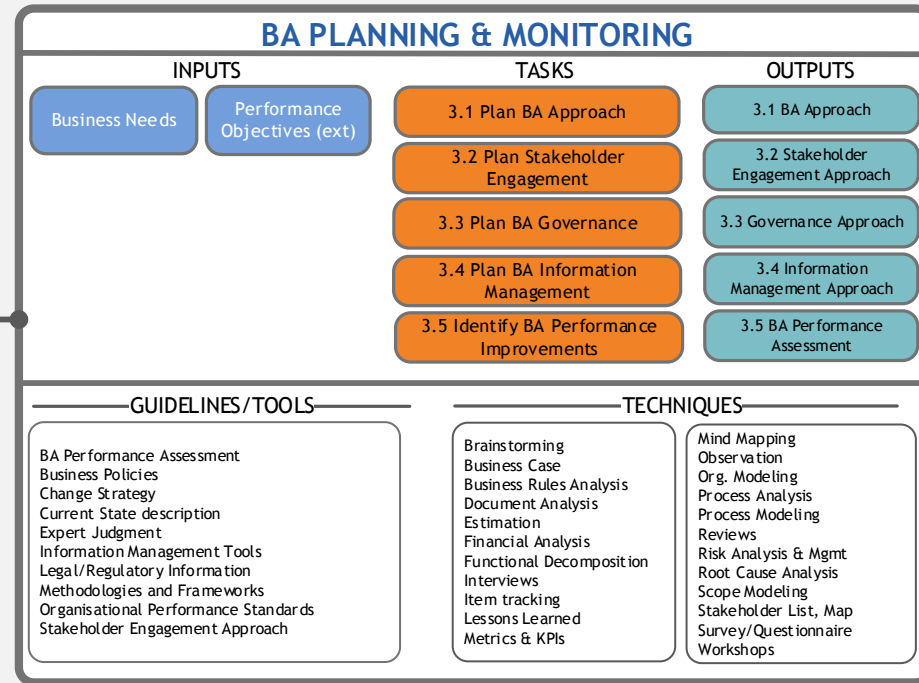 BA PLANNING & MONITORING
INPUTS
TASKS
OUTPUTS
Business Needs
Performance
Objectives (ext)
3.1 Plan BA Approach
3.2 Plan Stakeholder
Engagement
3.3 Plan BA Governance
3.4 Plan BA Information
Management
3.5 Identify BA Performance
Improvements
3.1 BA Approach
3.2 Stakeholder
Engagement Approach
3.3 Governance Approach
3.4 Information
Management Approach
3.5 BA Performance
Assessment
GUIDELINES/TOOLS
BA Performance Assessment
Business Policies
Change Strategy
Current State description
Expert Judgment
Information Management Tools
Legal/Regulatory Information
Methodologies and Frameworks
Organisational Performance Standards
Stakeholder Engagement Approach
TECHNIQUES
Brainstorming
Business Case
Business Rules Analysis
Document Analysis
Estimation
Financial Analysis
Functional Decomposition
Interviews
Item tracking
Lessons Learned
Metrics & KPIs
Mind Mapping
Observation
Org. Modeling
Process Analysis
Process Modeling
Reviews
Risk Analysis & Mgmt
Root Cause Analysis
Scope Modeling
Stakeholder List, Map
Survey/Questionnaire
Workshops